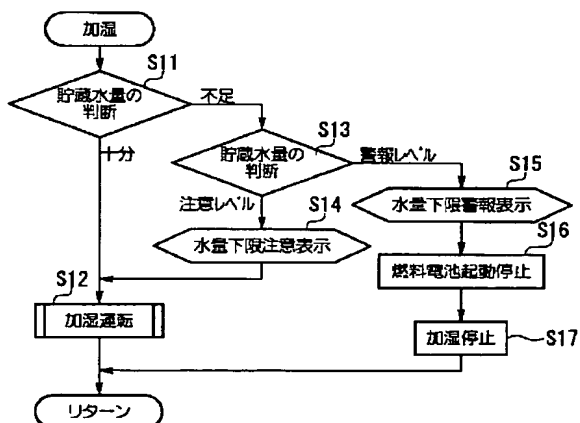 加湿
S11
貯蔵水量の
判断
不足
十分
S13
貯蔵水量の
判断
警報レベル
注意レベル
S14
水量下限注意表示
S15
水量下限警報表示
S16
燃料電池起動停止
S12
加湿運転
加湿停止
S17
リターン